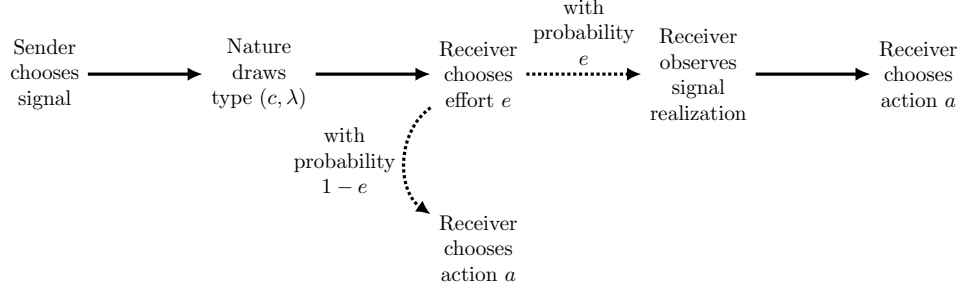 Sender
chooses
signal
Nature
draws
type $(c, \lambda)$
Receiver
chooses
effort $e$
with
probability
$e$
Receiver
observes
signal
realization
Receiver
chooses
action $a$
with
probability
$1 - e$
Receiver
chooses
action $a$